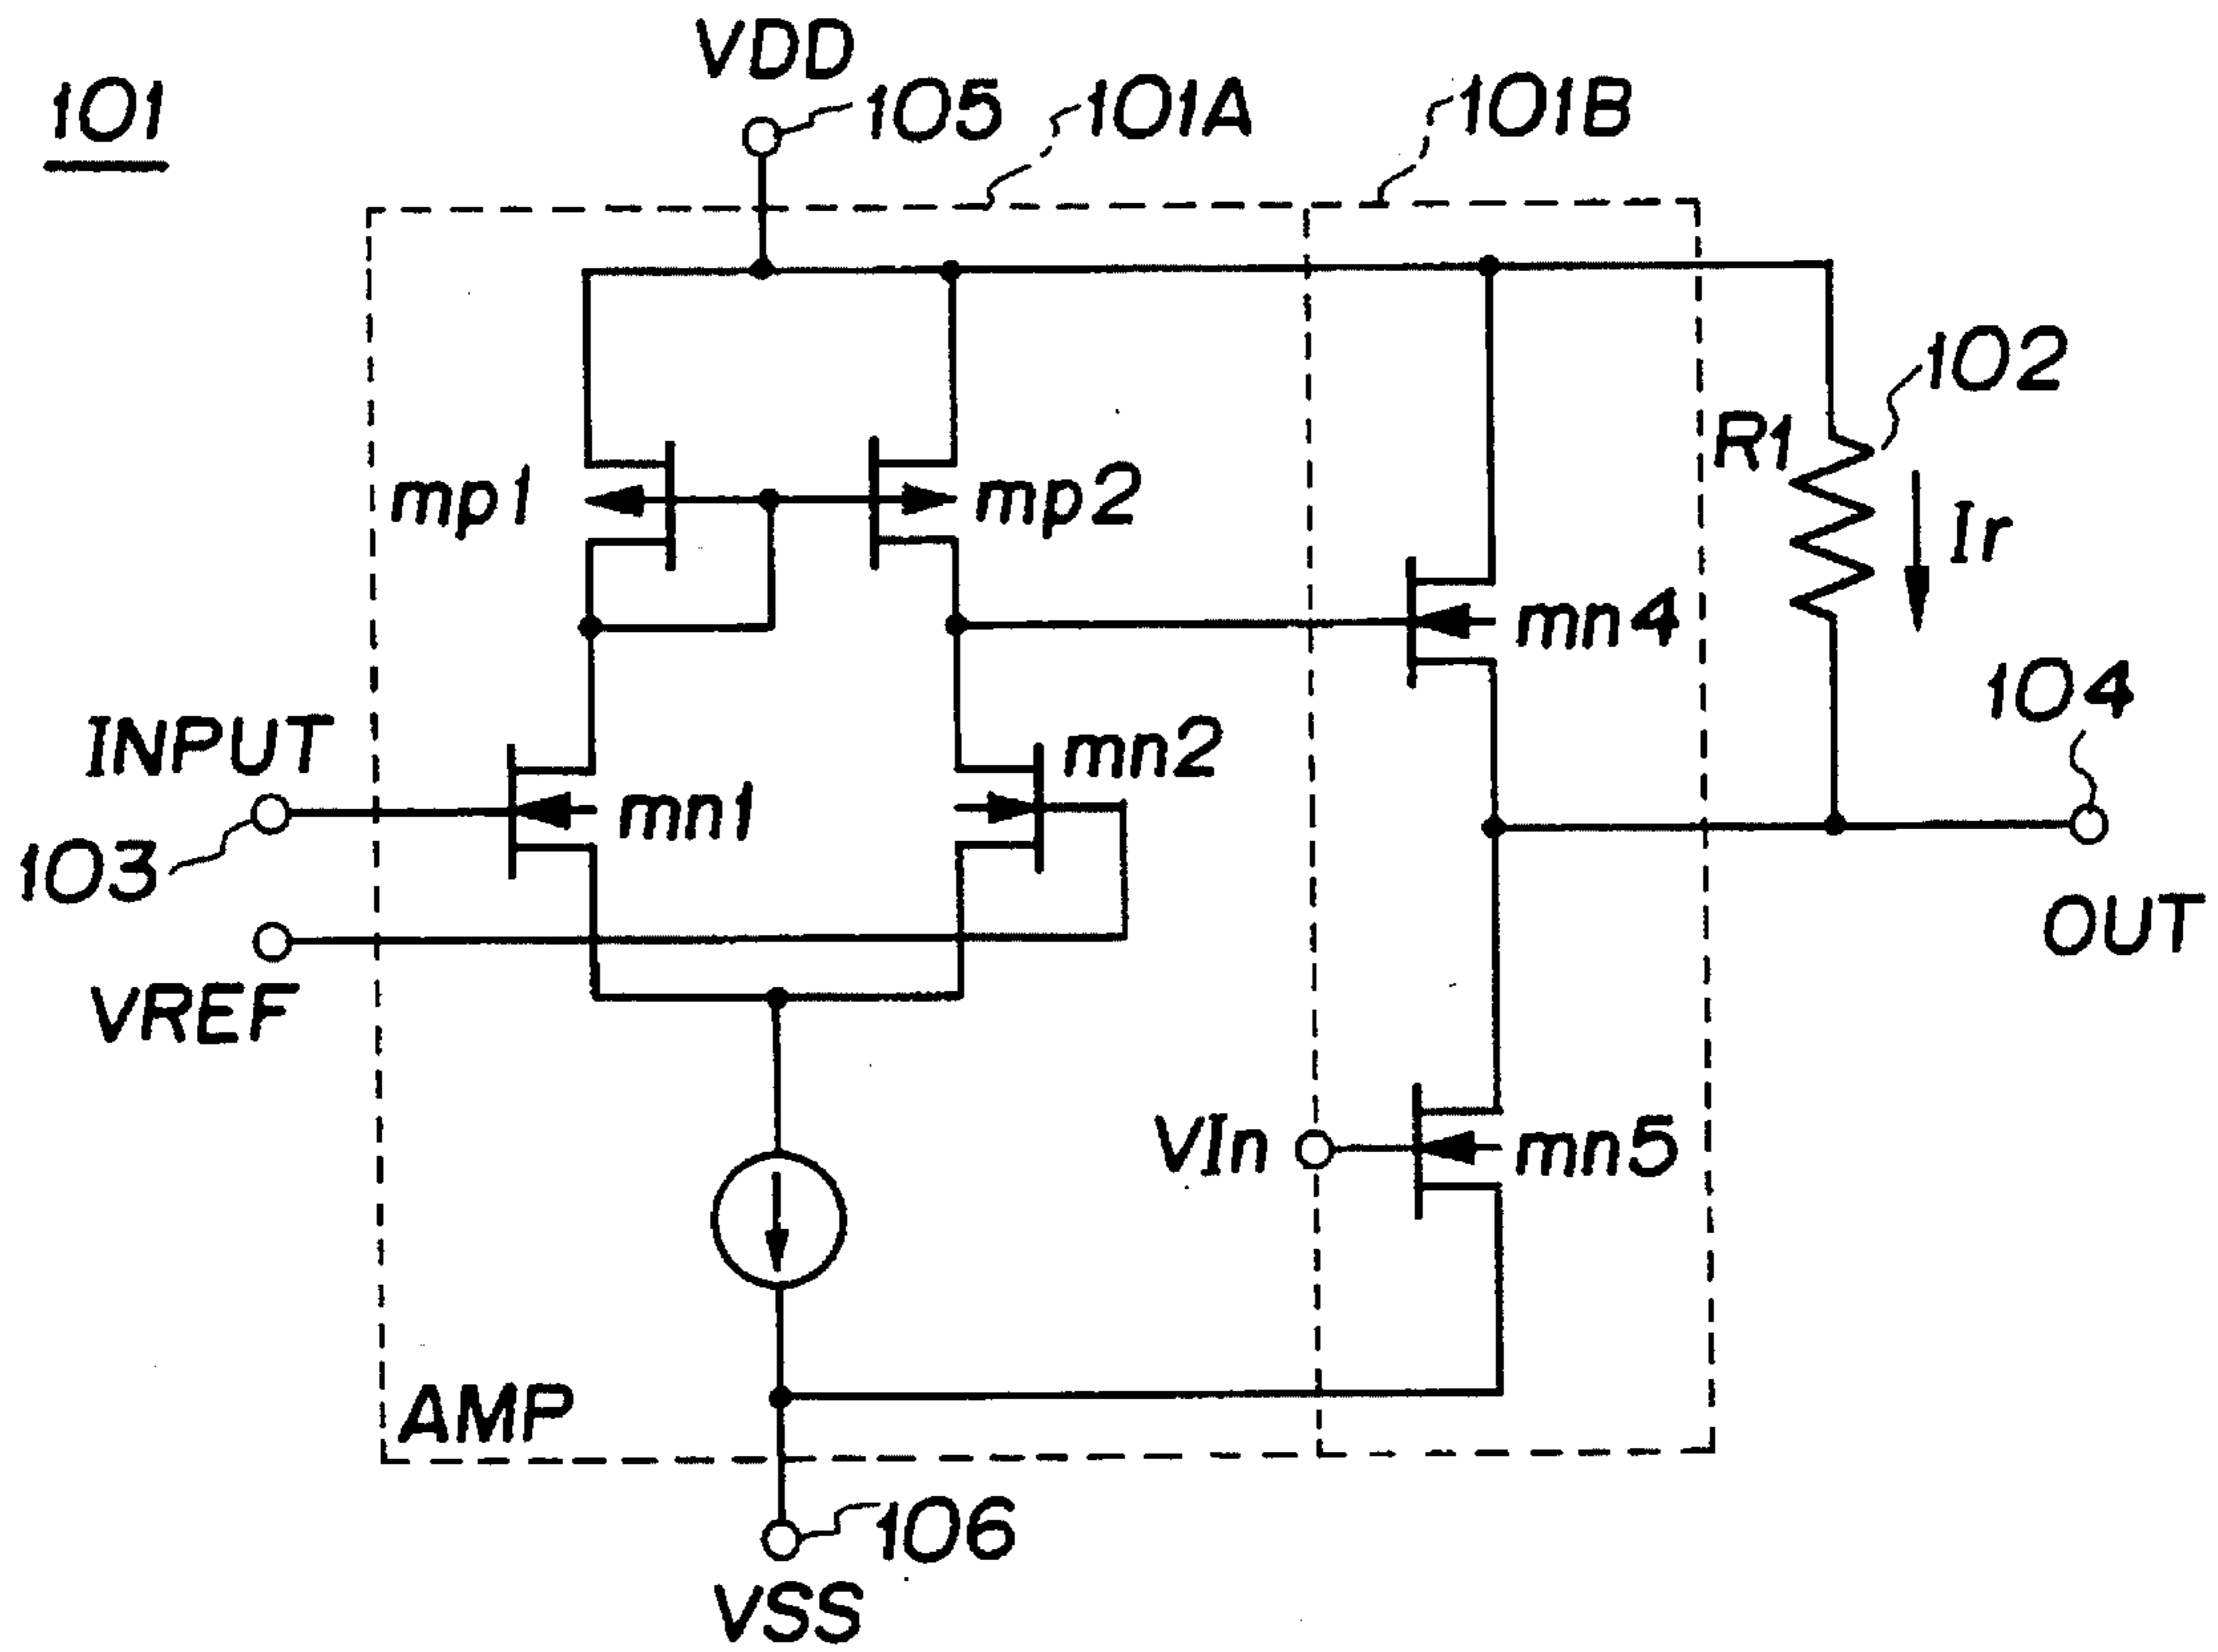 VDD
101
105
101A
101B
102
R1
mp1
mp2
Ir
mn4
104
INPUT
mn2
mn1
103
OUT
VREF
VIn
mn5
AMP
106
VSS